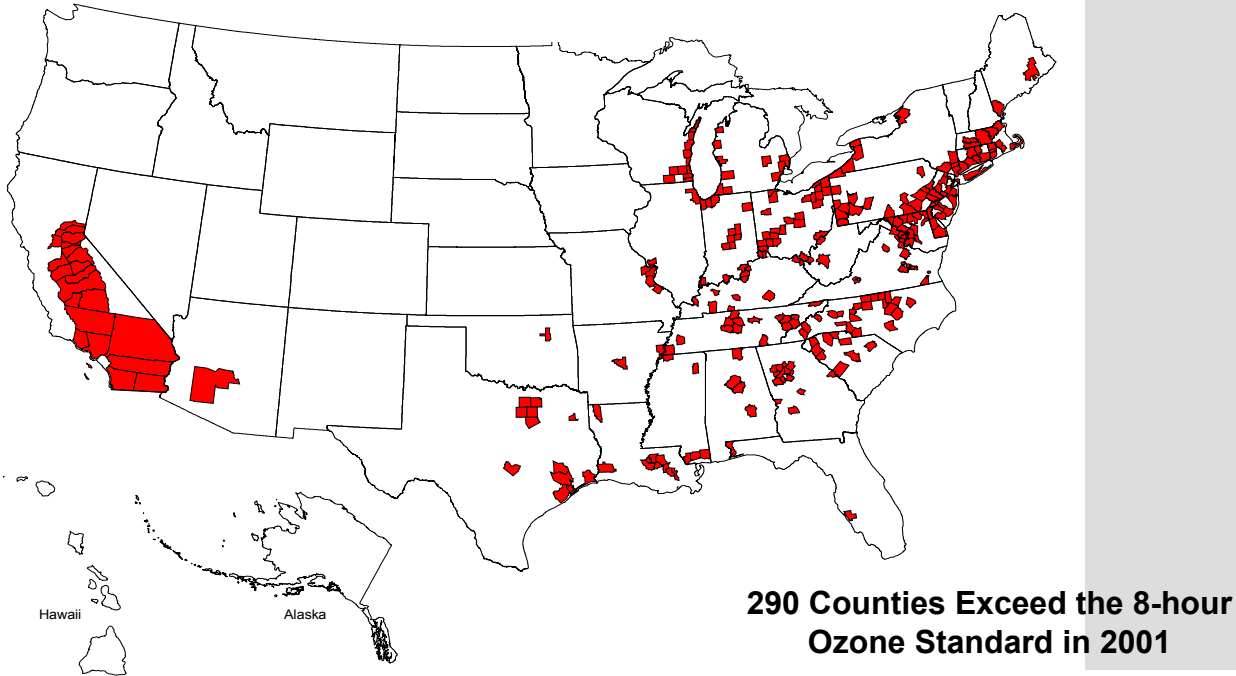 Hawaii
Alaska
290 Counties Exceed the 8-hour
Ozone Standard in 2001